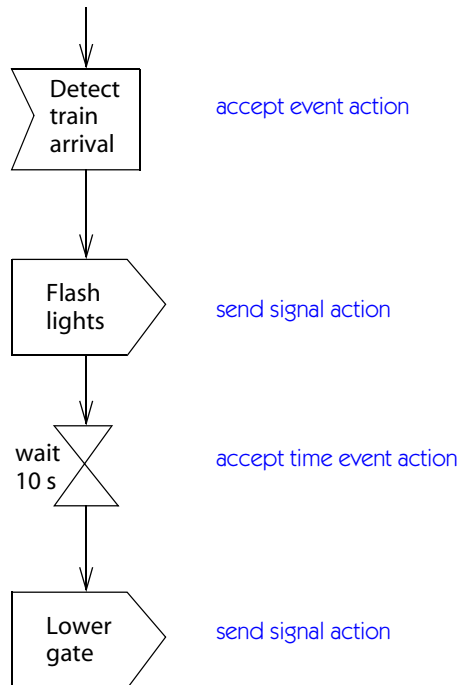 Detect
train
arrival
accept event action
Flash
lights
send signal action
wait
10 s
accept time event action
Lower
gate
send signal action